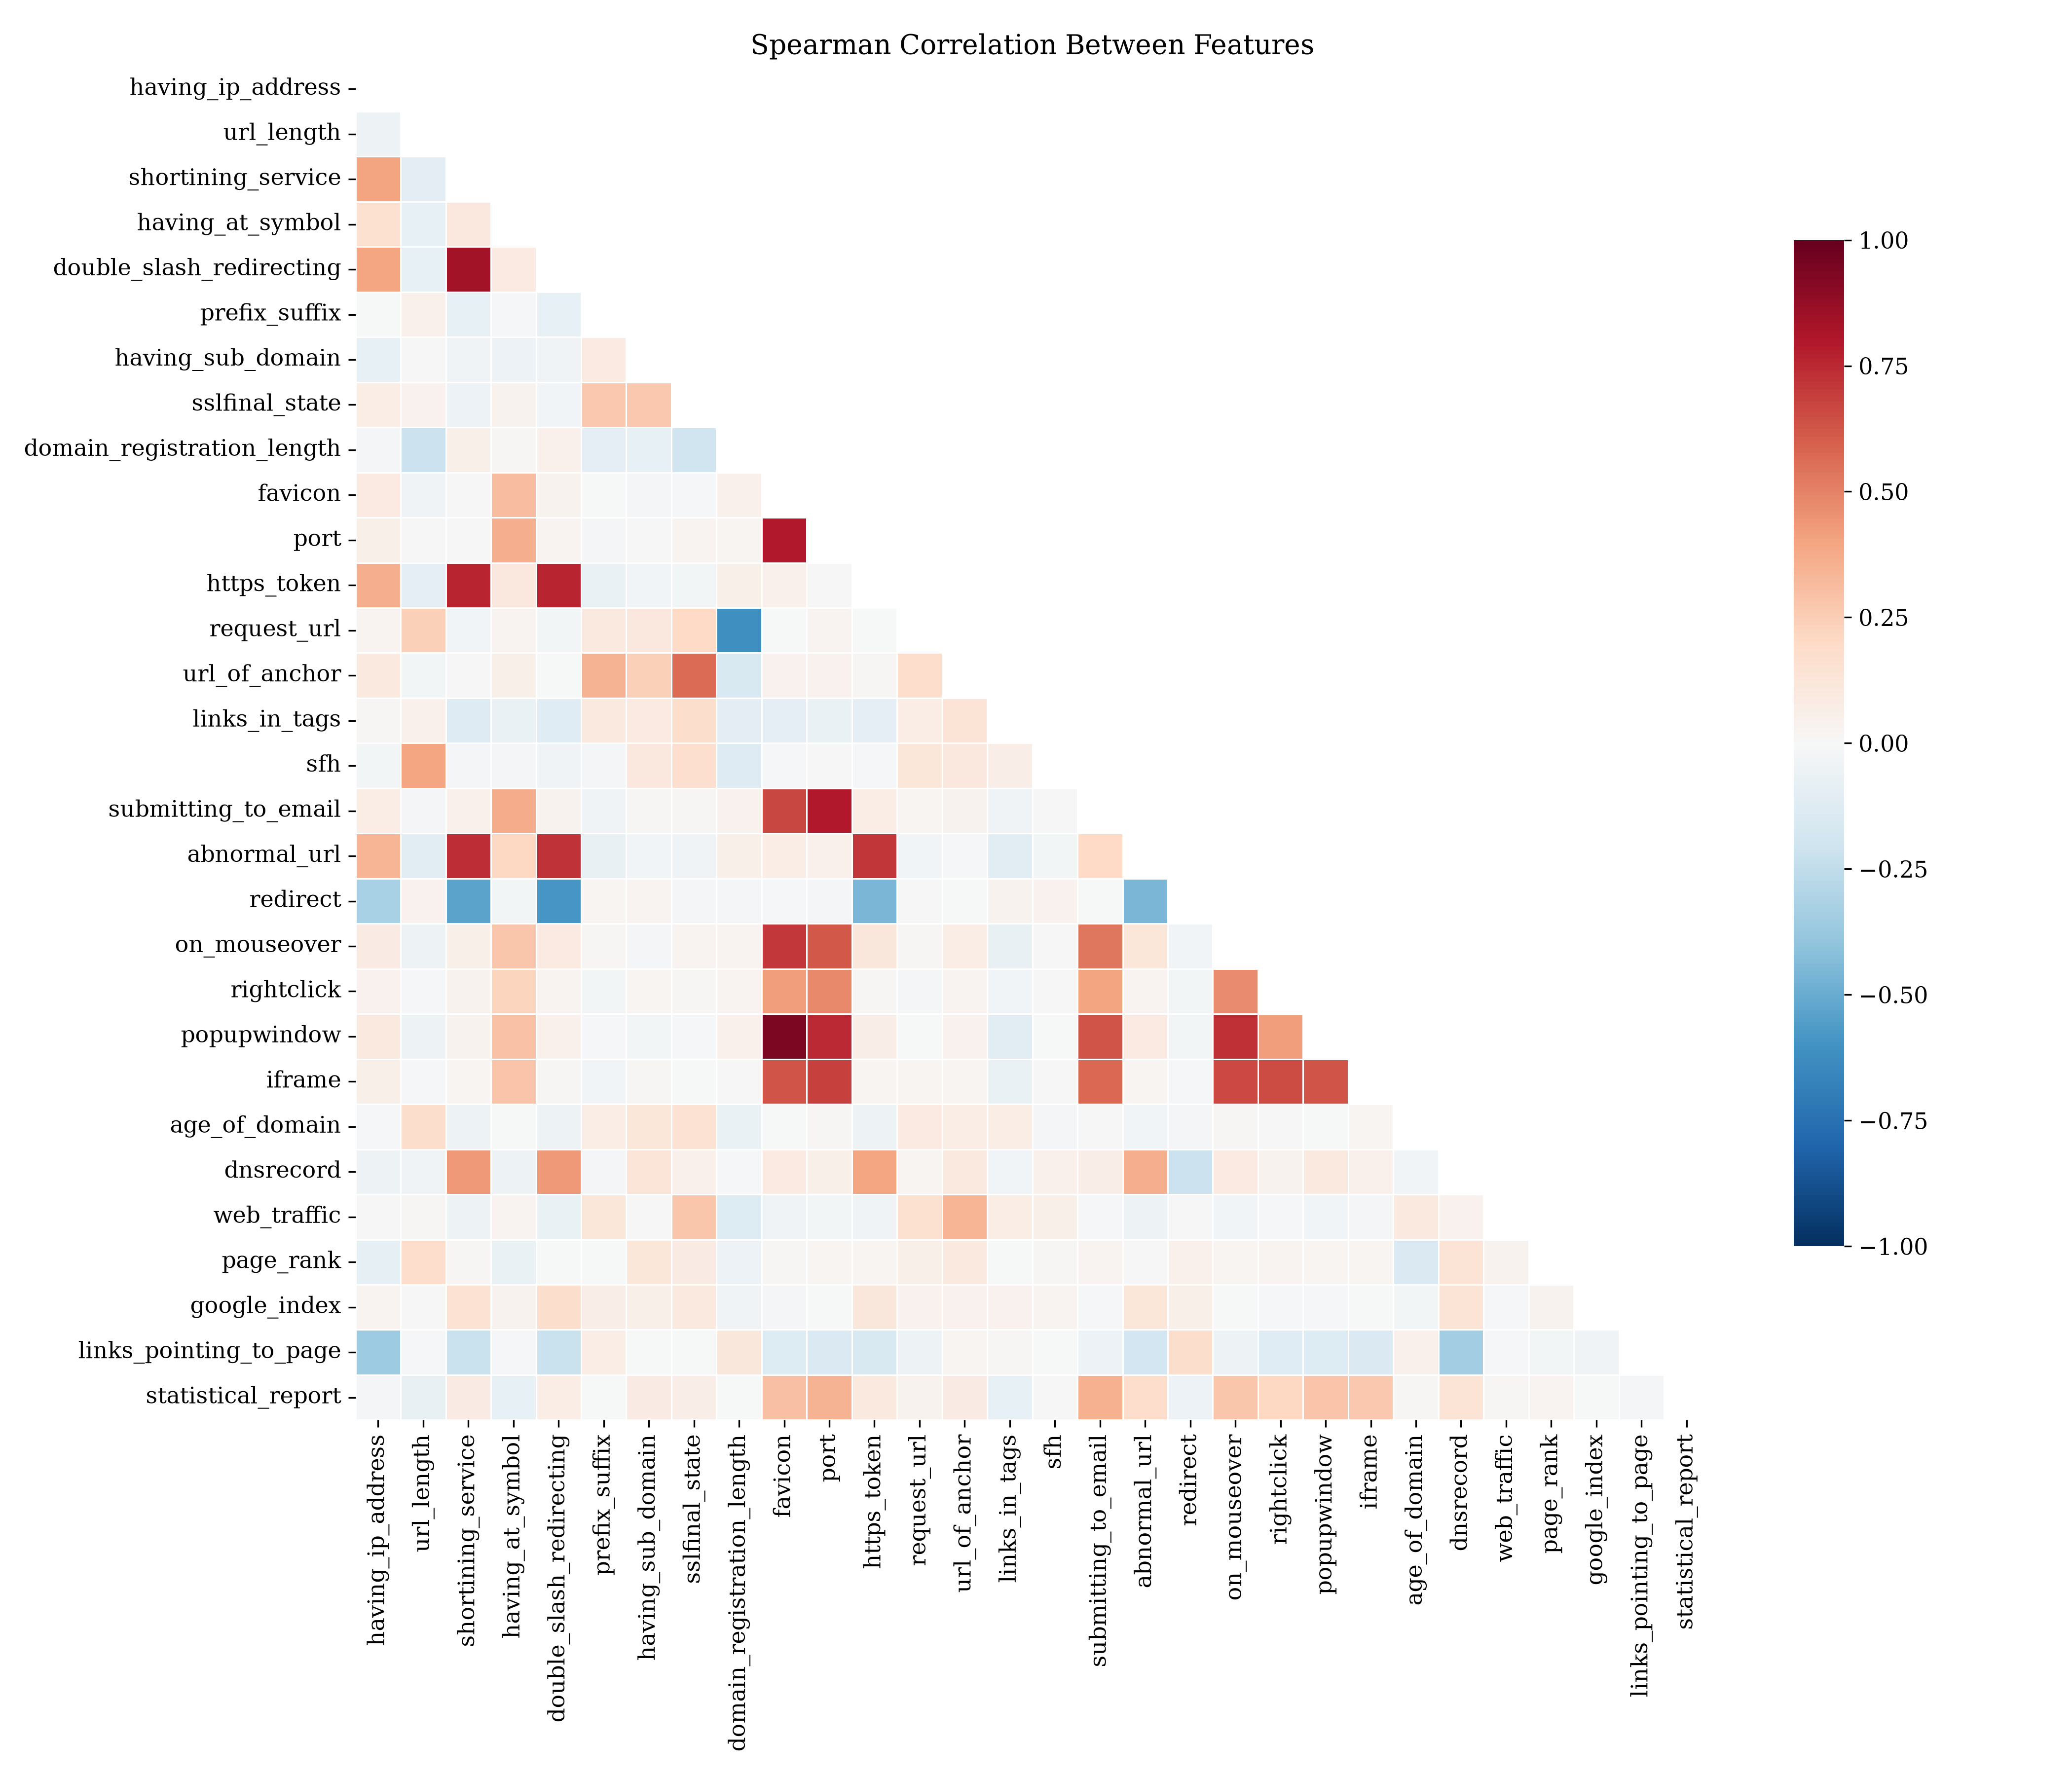 Spearman Correlation Between Features
having_ip_address
url_length
shortining_service
having_at_symbol
double_slash_redirecting
prefix_suffix
having_sub_domain
sslfinal_state
domain_registration_length
favicon
port
https_token
request_url
url_of_anchor
links_in_tags
sfh
submitting_to_email
abnormal_url
redirect
on_mouseover
rightclick
popupwindow
iframe
age_of_domain
dnsrecord
web_traffic
page_rank
google_index
links_pointing_to_page
statistical_report
having_ip_address
url_length
shortining_service
having_at_symbol
double_slash_redirecting
prefix_suffix
having_sub_domain
sslfinal_state
domain_registration_length
favicon
port
https_token
request_url
url_of_anchor
links_in_tags
sfh
submitting_to_email
abnormal_url
redirect
on_mouseover
rightclick
popupwindow
iframe
age_of_domain
dnsrecord
web_traffic
page_rank
google_index
links_pointing_to_page
statistical_report
1.00
0.75
0.50
0.25
0.00
−0.25
−0.50
−0.75
−1.00